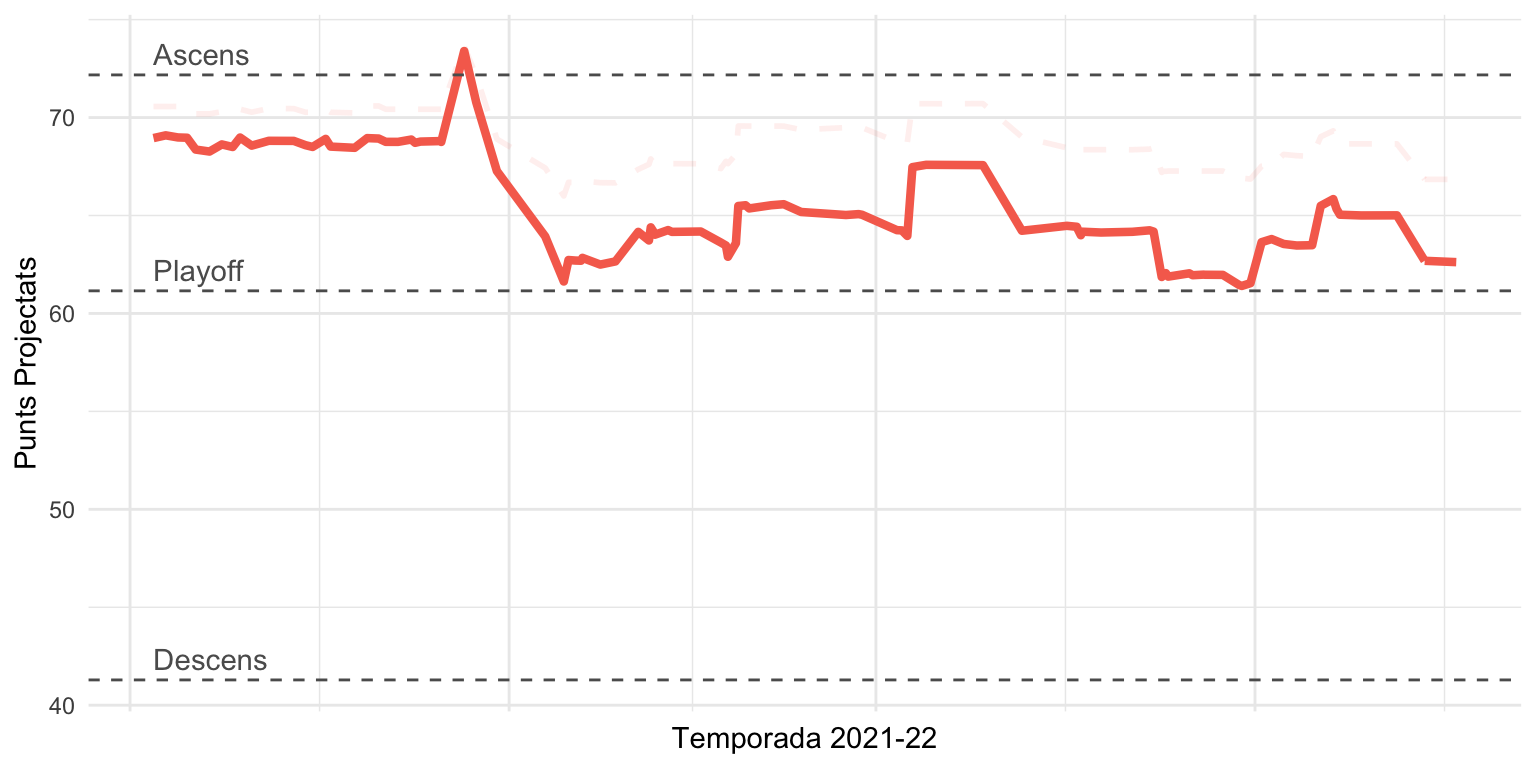 Ascens
70
Playoff
60
Punts Projectats
50
Descens
40
Temporada 2021-22